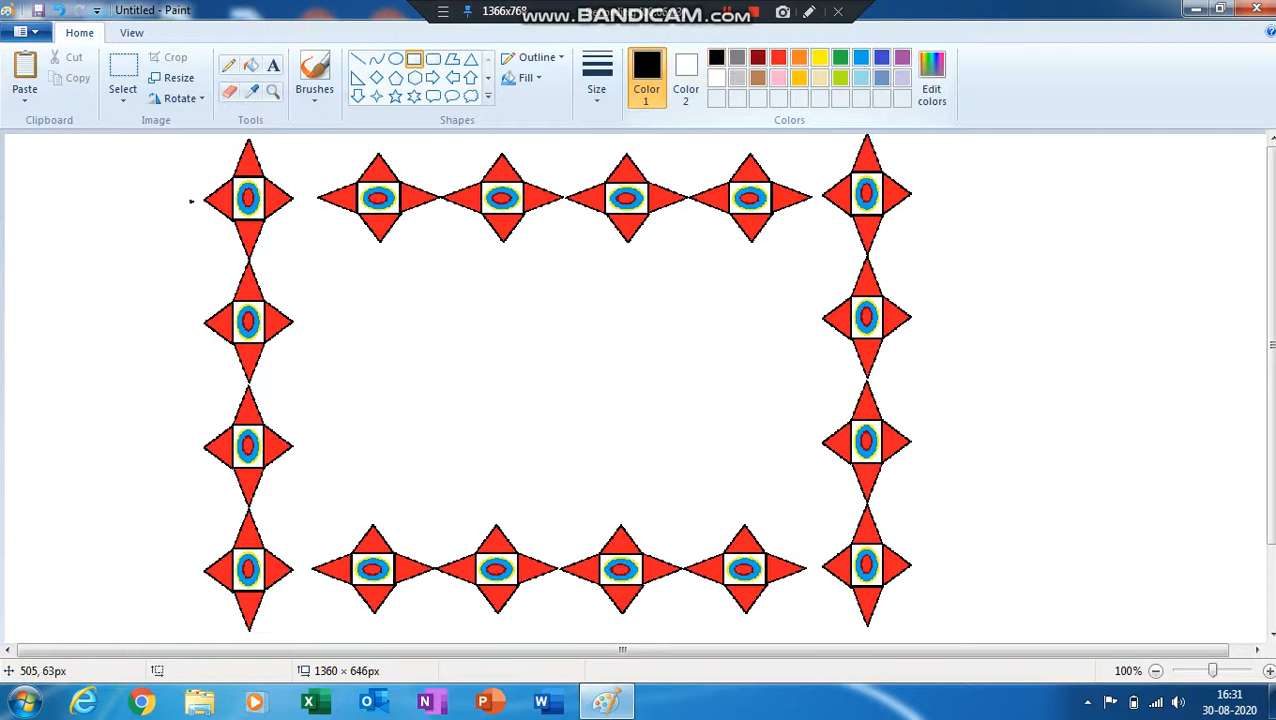 Untitled - Paint
1366x768
www.BANDICAM.com
Home View
Paste
Cut
Copy
Clipboard
Select
Crop
Resize
Rotate
Image
A
Tools
Brushes
Outline
Fill
Shapes
Size
Color 1
Color 2
Edit colors
Colors
505, 63px
1360 × 646px
100%
16:31
30-08-2020